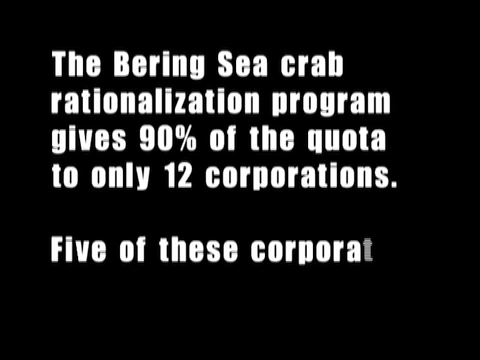 The Bering Sea crab
rationalization program
gives 90% of the quota
to only 12 corporations.
Five of these corporat